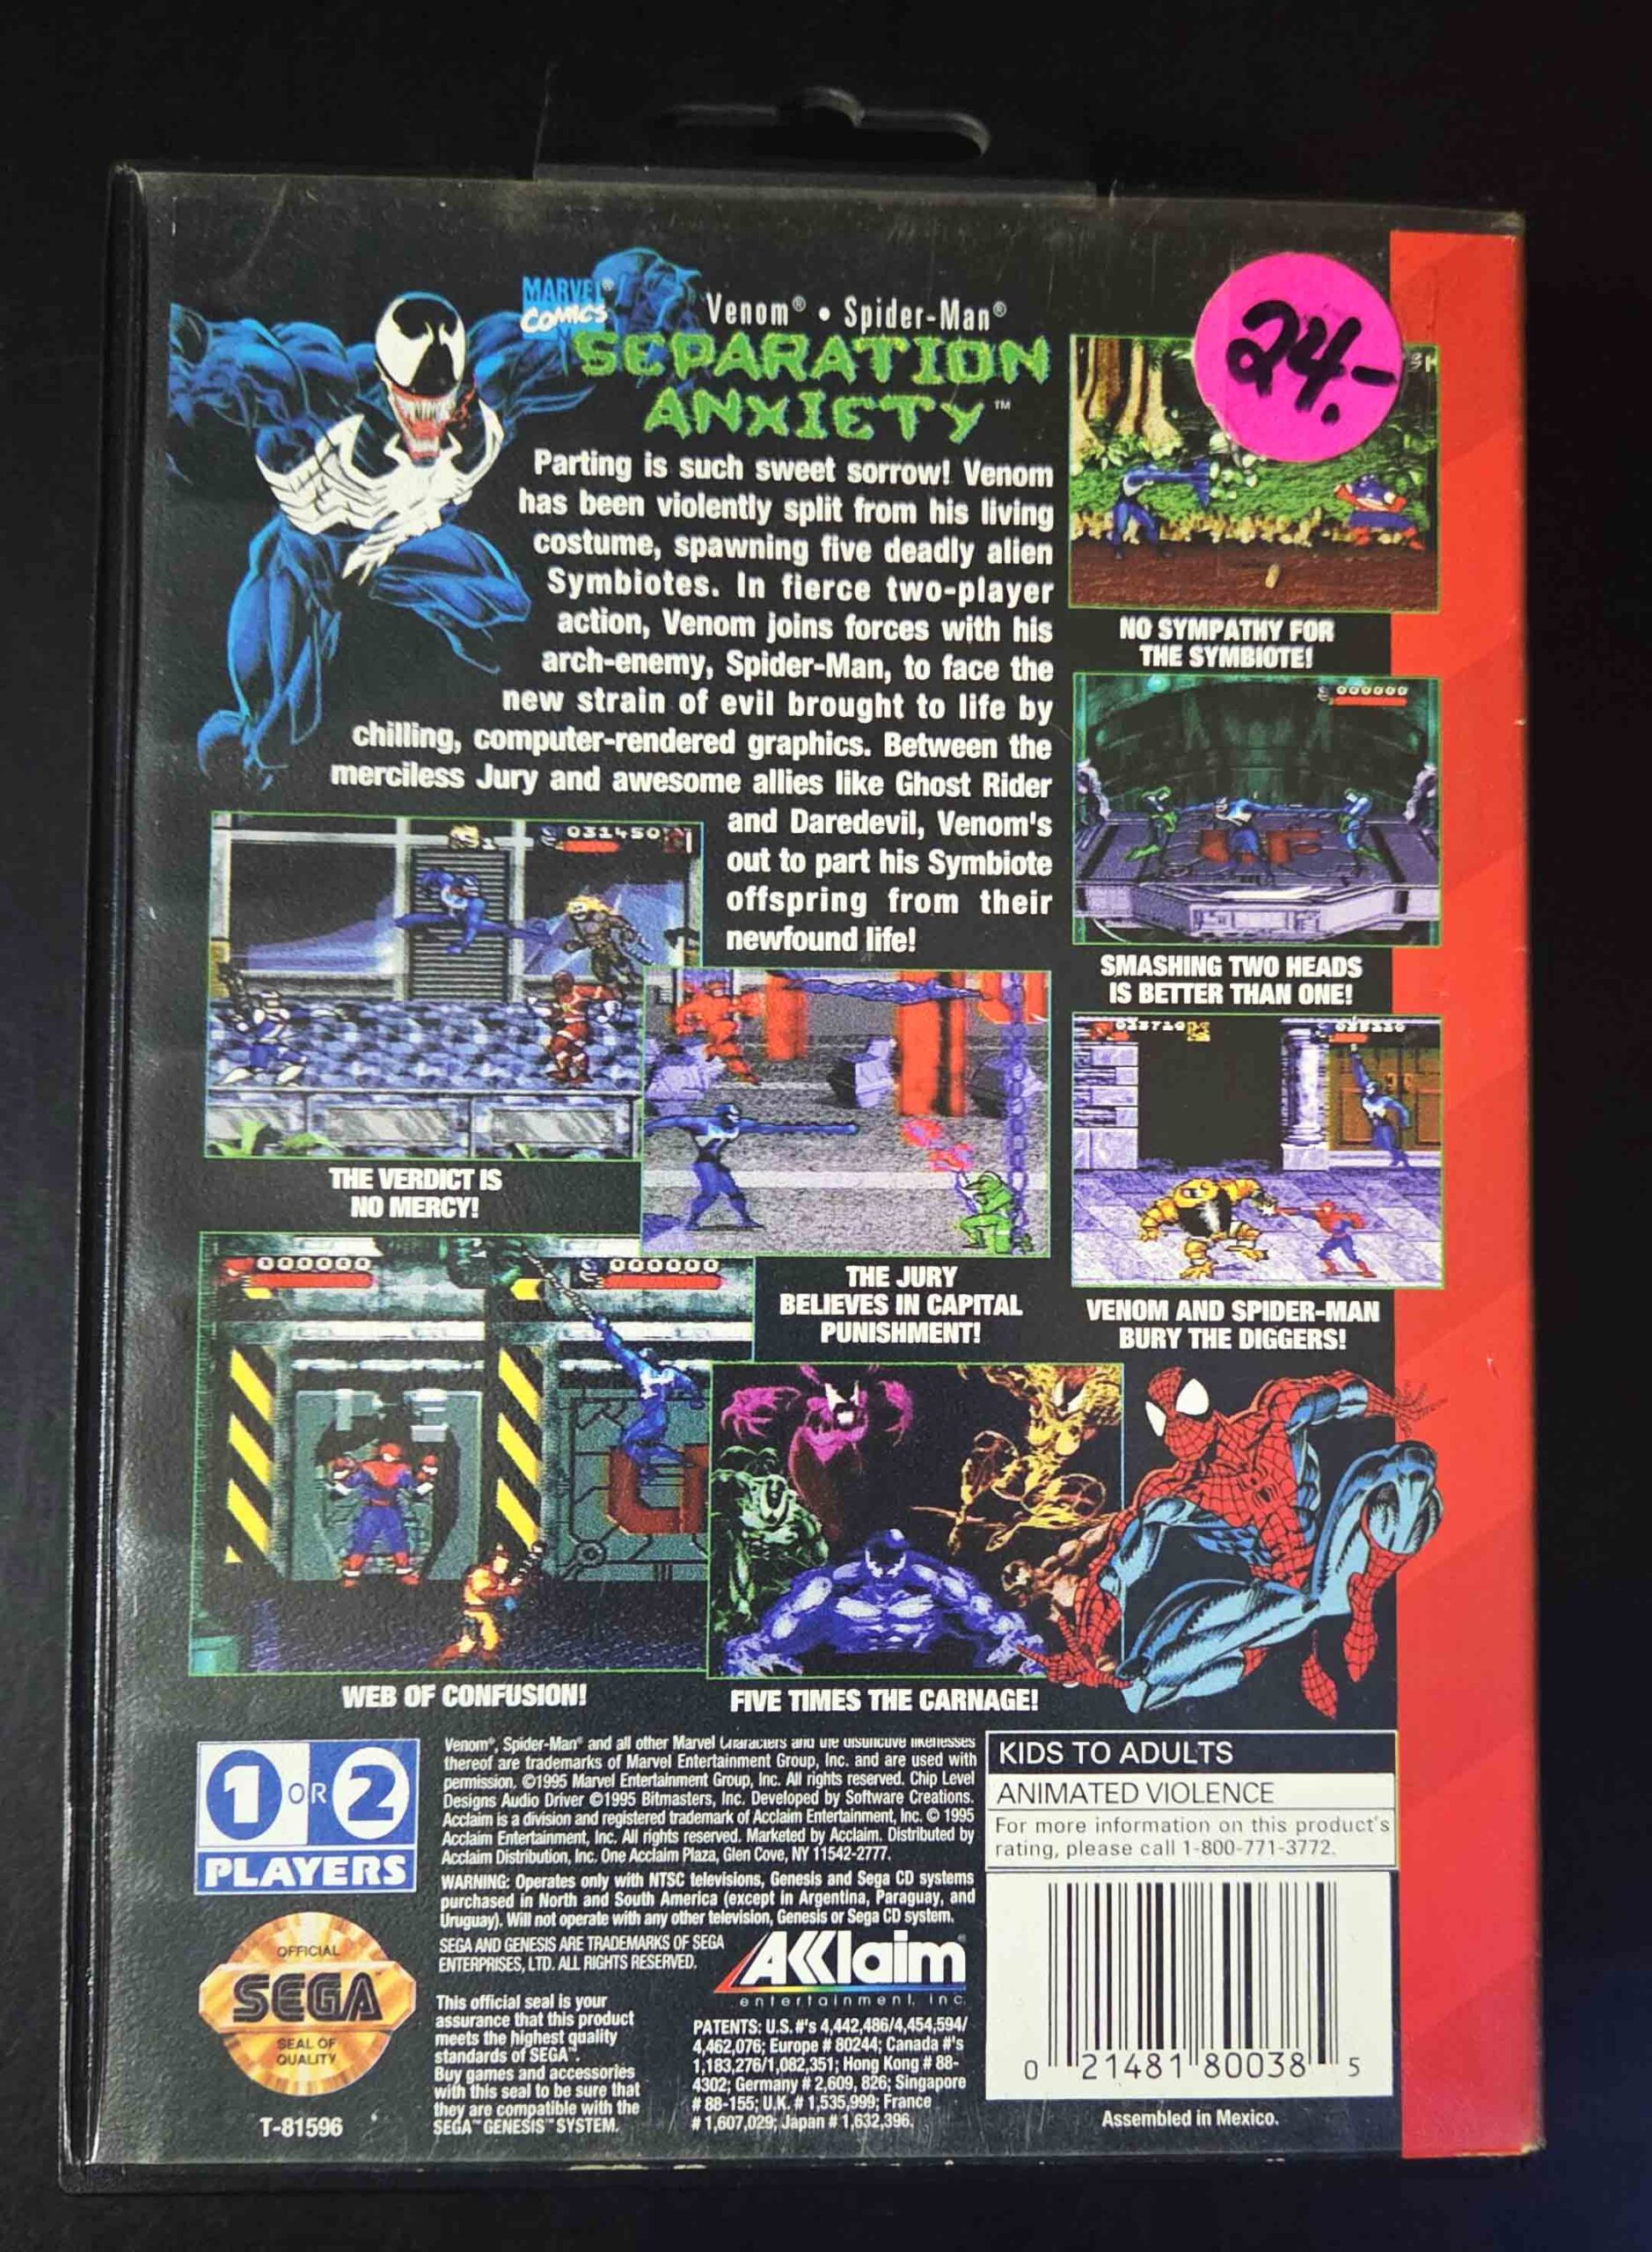 MARVEL®
COMICS
Venom® • Spider-Man®
SEPARATION
ANXIETY™
24.-
Parting is such sweet sorrow! Venom
has been violently split from his living
costume, spawning five deadly alien
Symbiotes. In fierce two-player
action, Venom joins forces with his
arch-enemy, Spider-Man, to face the
new strain of evil brought to life by
chilling, computer-rendered graphics. Between the
merciless Jury and awesome allies like Ghost Rider
and Daredevil, Venom's
out to part his Symbiote
offspring from their
newfound life!
NO SYMPATHY FOR
THE SYMBIOTE!
000000
SMASHING TWO HEADS
IS BETTER THAN ONE!
031450
THE VERDICT IS
NO MERCY!
THE JURY
BELIEVES IN CAPITAL
PUNISHMENT!
VENOM AND SPIDER-MAN
BURY THE DIGGERS!
000000
000000
WEB OF CONFUSION!
FIVE TIMES THE CARNAGE!
1 OR 2
PLAYERS
Venom®, Spider-Man® and all other Marvel Characters and the distinctive likenesses
thereof are trademarks of Marvel Entertainment Group, Inc. and are used with
permission. ©1995 Marvel Entertainment Group, Inc. All rights reserved. Chip Level
Designs Audio Driver ©1995 Bitmasters, Inc. Developed by Software Creations.
Acclaim is a division and registered trademark of Acclaim Entertainment, Inc. © 1995
Acclaim Entertainment, Inc. All rights reserved. Marketed by Acclaim. Distributed by
Acclaim Distribution, Inc. One Acclaim Plaza, Glen Cove, NY 11542-2777.
WARNING: Operates only with NTSC televisions, Genesis and Sega CD systems
purchased in North and South America (except in Argentina, Paraguay, and
Uruguay). Will not operate with any other television, Genesis or Sega CD system.
SEGA AND GENESIS ARE TRADEMARKS OF SEGA
ENTERPRISES, LTD. ALL RIGHTS RESERVED.
KIDS TO ADULTS
ANIMATED VIOLENCE
For more information on this product's
rating, please call 1-800-771-3772.
OFFICIAL
SEGA
SEAL OF
QUALITY
T-81596
This official seal is your
assurance that this product
meets the highest quality
standards of SEGA™.
Buy games and accessories
with this seal to be sure that
they are compatible with the
SEGA™ GENESIS™ SYSTEM.
AKKlaim®
entertainment, inc.
PATENTS: U.S. #'s 4,442,486/4,454,594/
4,462,076; Europe # 80244; Canada #'s
1,183,276/1,082,351; Hong Kong # 88-
4302; Germany # 2,609, 826; Singapore
# 88-155; U.K. # 1,535,999; France
# 1,607,029; Japan # 1,632,396.
0 21481 80038 5
Assembled in Mexico.